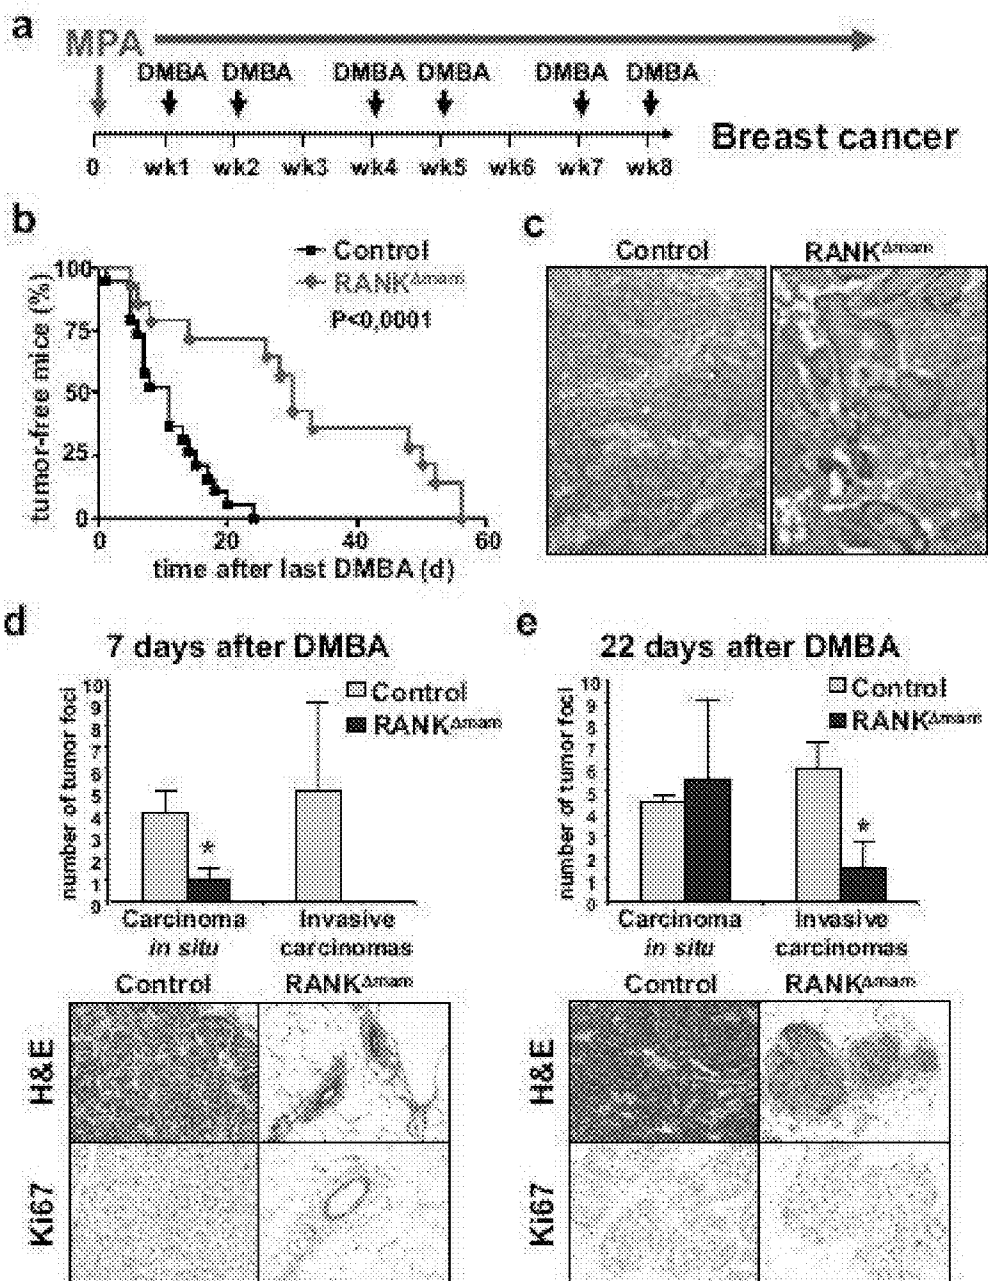 a
MPA
DMBA DMBA DMBA DMBA DMBA DMBA
0 wk1 wk2 wk3 wk4 wk5 wk6 wk7 wk8
Breast cancer
b
Control
RANKΔmam
P<0,0001
tumor-free mice (%)
100
75
50
25
0
0 20 40 60
time after last DMBA (d)
c
Control RANKΔmam
d
7 days after DMBA
Control
RANKΔmam
number of tumor foci
10
9
8
7
6
5
4
3
2
1
0
*
Carcinoma Invasive
in situ carcinomas
Control RANKΔmam
H&E
Ki67
e
22 days after DMBA
Control
RANKΔmam
number of tumor foci
10
9
8
7
6
5
4
3
2
1
0
*
Carcinoma Invasive
in situ carcinomas
Control RANKΔmam
H&E
Ki67